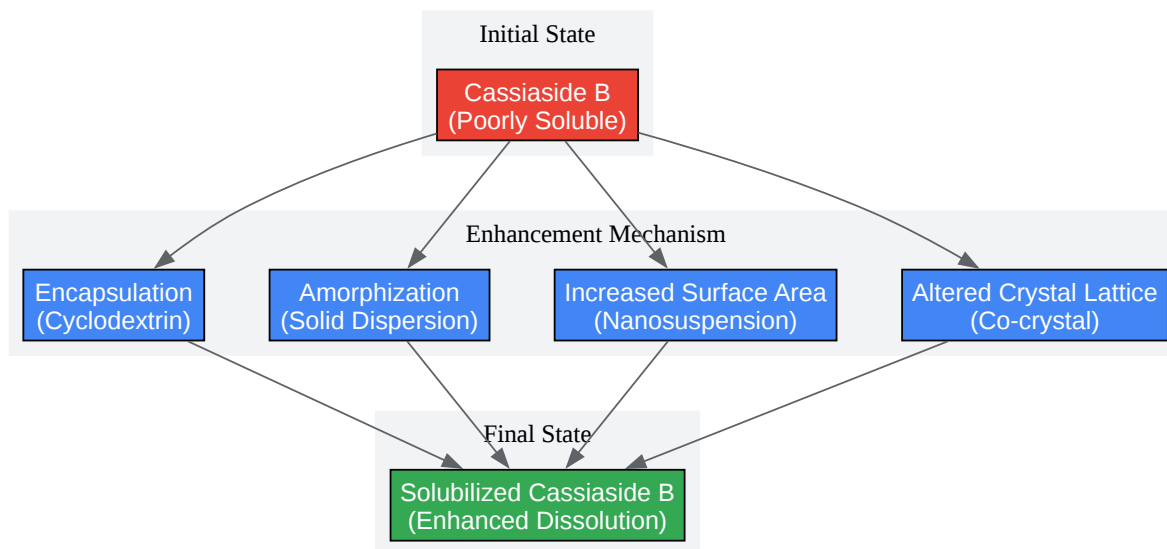 Initial State
Cassiaside B
(Poorly Soluble)
Enhancement Mechanism
Encapsulation
(Cyclodextrin)
Amorphization
(Solid Dispersion)
Increased Surface Area
(Nanosuspension)
Altered Crystal Lattice
(Co-crystal)
Final State
Solubilized Cassiaside B
(Enhanced Dissolution)